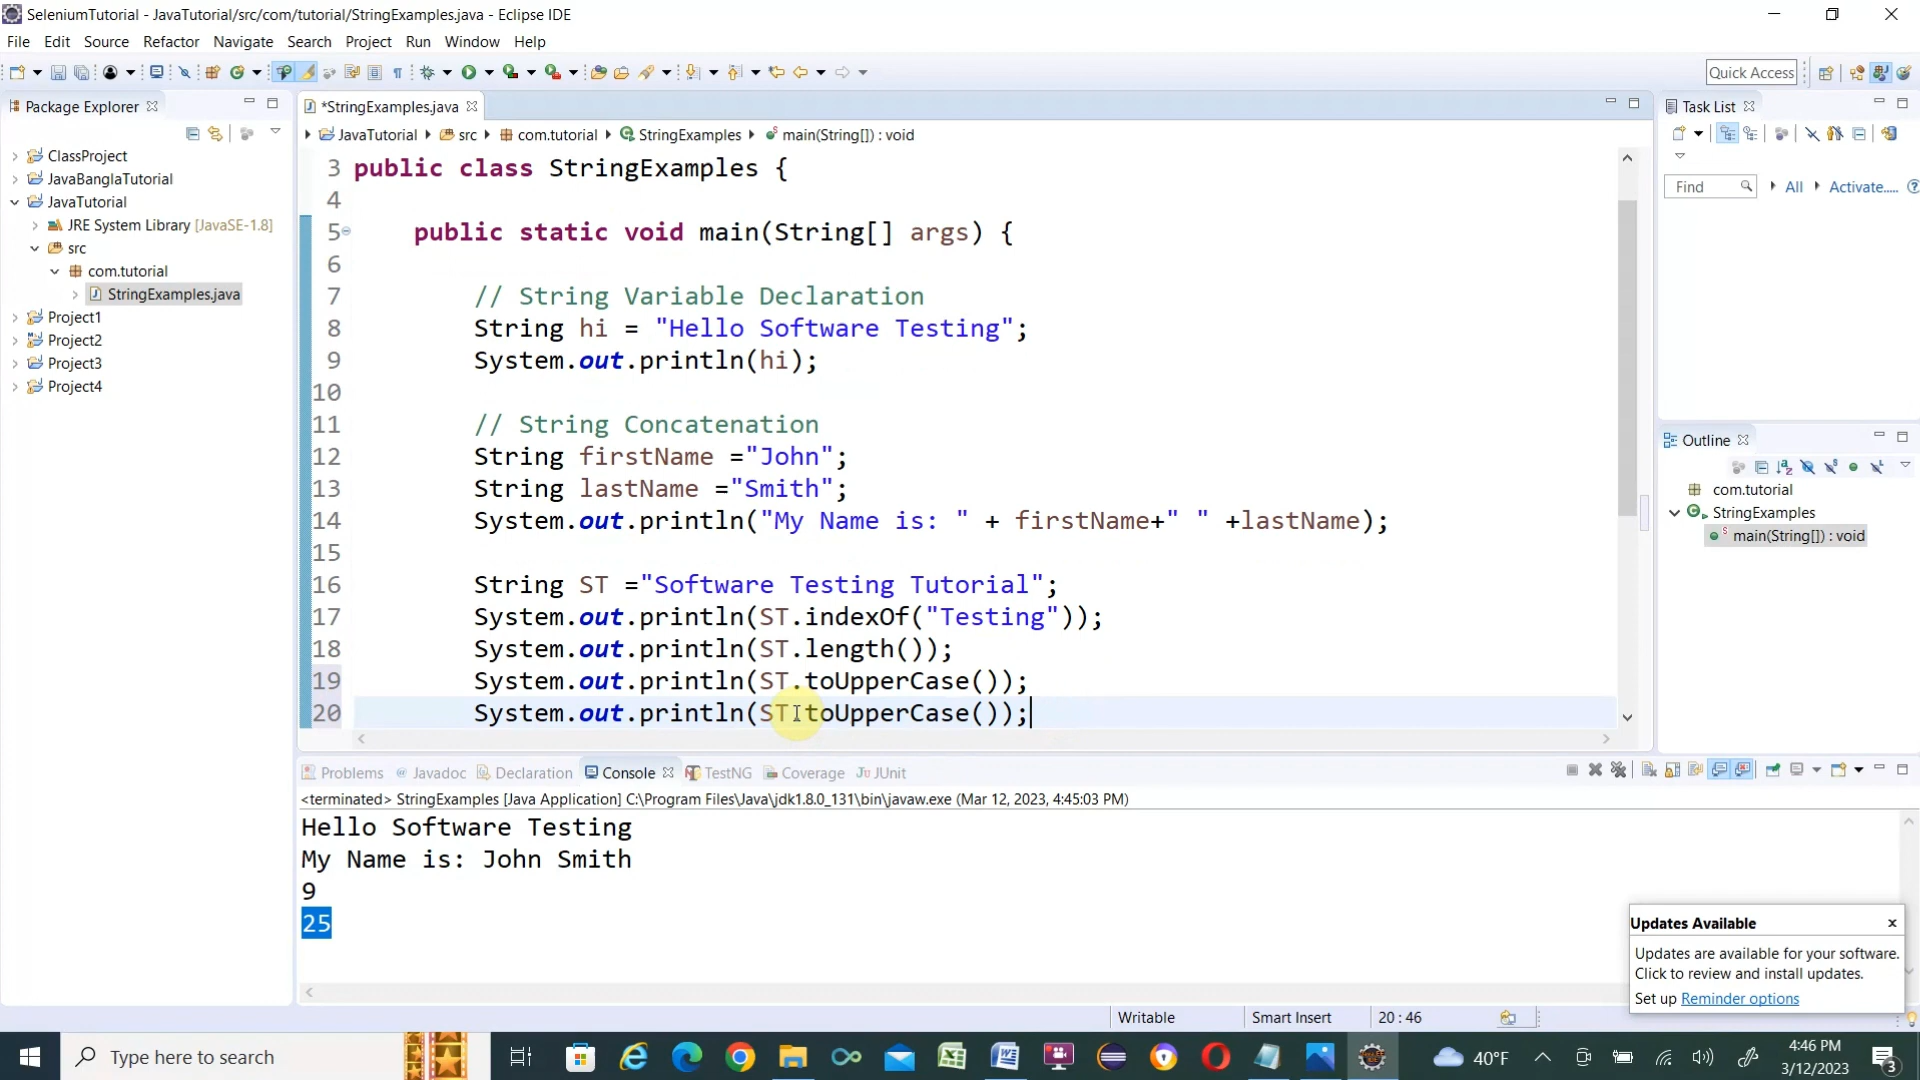 SeleniumTutorial - JavaTutorial/src/com/tutorial/StringExamples.java - Eclipse IDE
File Edit Source Refactor Navigate Search Project Run Window Help
Quick Access
Package Explorer
*StringExamples.java
Task List
JavaTutorial src com.tutorial StringExamples main(String[]) : void
ClassProject
JavaBanglaTutorial
JavaTutorial
JRE System Library [JavaSE-1.8]
src
com.tutorial
StringExamples.java
Project1
Project2
Project3
Project4
3 public class StringExamples {
4
5 public static void main(String[] args) {
6
7 // String Variable Declaration
8 String hi = "Hello Software Testing";
9 System.out.println(hi);
10
11 // String Concatenation
12 String firstName ="John";
13 String lastName ="Smith";
14 System.out.println("My Name is: " + firstName+" " +lastName);
15
16 String ST ="Software Testing Tutorial";
17 System.out.println(ST.indexOf("Testing"));
18 System.out.println(ST.length());
19 System.out.println(ST.toUpperCase());
20 System.out.println(ST.toUpperCase());
Find All Activate....
Outline
com.tutorial
StringExamples
main(String[]) : void
Problems @ Javadoc Declaration Console TestNG Coverage JUnit
<terminated> StringExamples [Java Application] C:\Program Files\Java\jdk1.8.0_131\bin\javaw.exe (Mar 12, 2023, 4:45:03 PM)
Hello Software Testing
My Name is: John Smith
9
25
Updates Available
Updates are available for your software.
Click to review and install updates.
Set up Reminder options
Writable Smart Insert 20 : 46
Type here to search
40°F
4:46 PM
3/12/2023
3